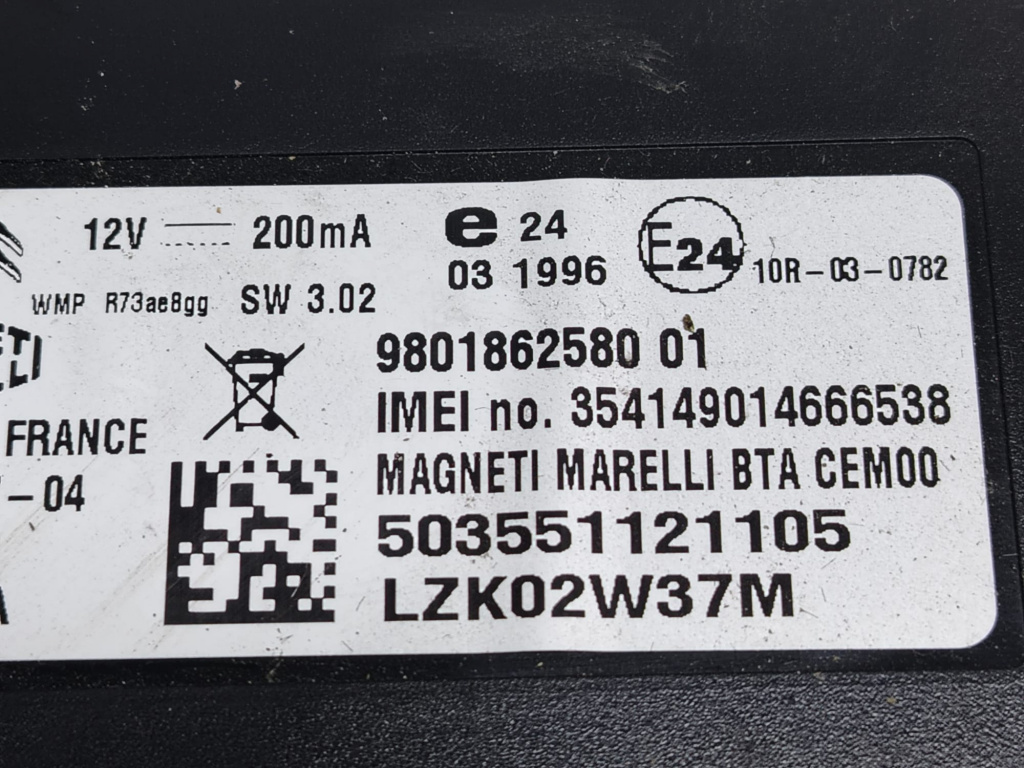 12V 200mA e 24
03 1996
E24 10R-03-0782
WMP R73ae8gg SW 3.02
9801862580 01
IMEI no. 354149014666538
FRANCE
MAGNETI MARELLI BTA CEM00
-04
503551121105
LZK02W37M